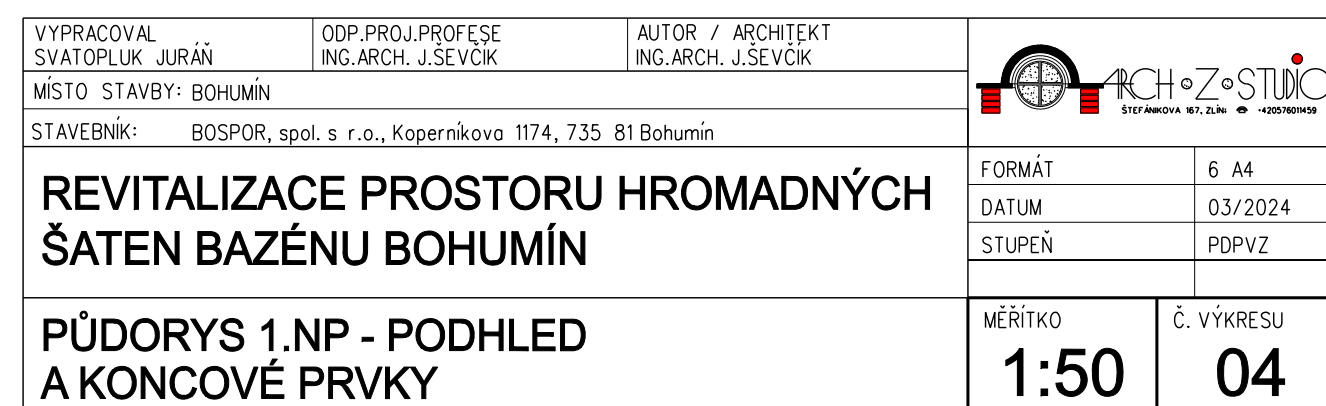 VYPRACOVAL
SVATOPLUK JURÁŇ
ODP.PROJ.PROFESE
ING.ARCH. J.ŠEVČÍK
AUTOR / ARCHITEKT
ING.ARCH. J.ŠEVČÍK
MÍSTO STAVBY: BOHUMÍN
STAVEBNÍK: BOSPOR, spol. s r.o., Koperníkova 1174, 735 81 Bohumín
ARCH Z STUDIO
ŠTEFÁNIKOVA 167, ZLÍN: ☎ +420576011459
REVITALIZACE PROSTORU HROMADNÝCH
ŠATEN BAZÉNU BOHUMÍN
FORMÁT 6 A4
DATUM 03/2024
STUPEŇ PDPVZ
PŮDORYS 1.NP - PODHLED
A KONCOVÉ PRVKY
MĚŘÍTKO
1:50
Č. VÝKRESU
04